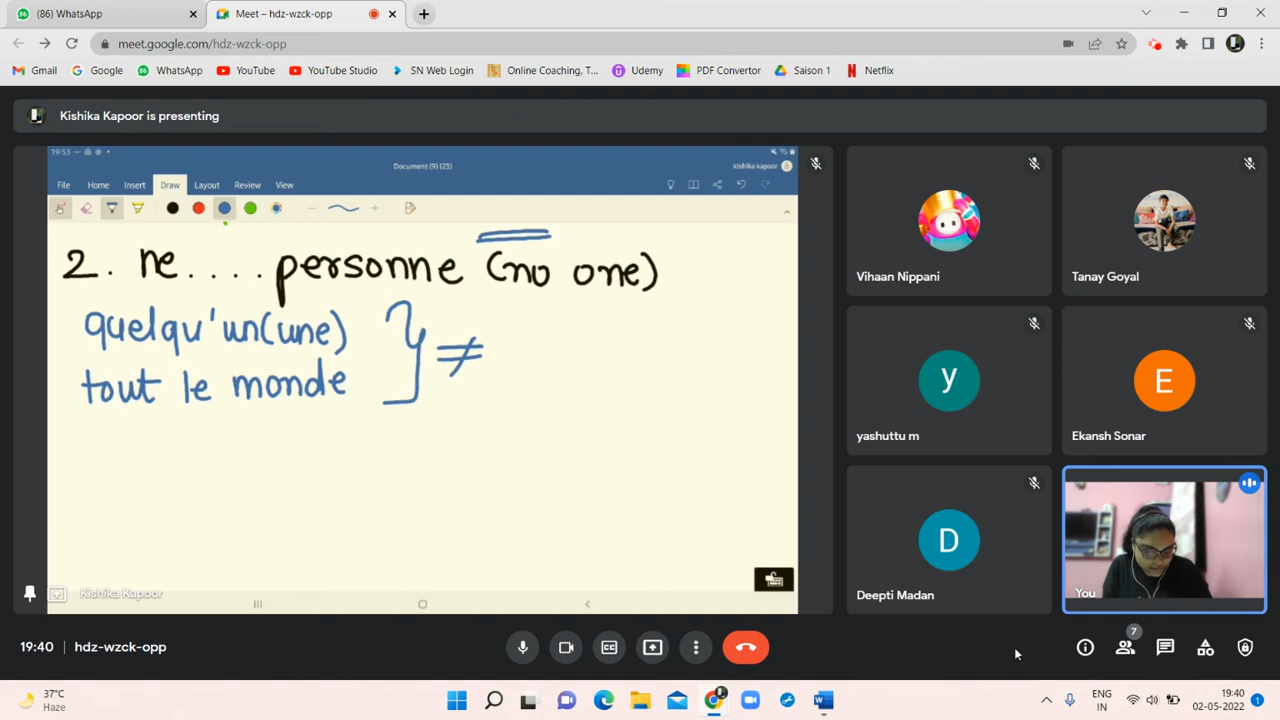 (86) WhatsApp
Meet – hdz-wzck-opp
meet.google.com/hdz-wzck-opp
Gmail
Google
WhatsApp
YouTube
YouTube Studio
SN Web Login
Online Coaching, T...
Udemy
PDF Convertor
Saison 1
Netflix
Kishika Kapoor is presenting
19:53
Document (9) (23)
kishika kapoor
File Home Insert Draw Layout Review View
2. ne.... personne (no one)
quelqu'un(une) } ≠
tout le monde
Kishika Kapoor
Vihaan Nippani
Tanay Goyal
y
yashuttu m
E
Ekansh Sonar
D
Deepti Madan
You
19:40 hdz-wzck-opp
7
37°C
Haze
ENG
IN
19:40
02-05-2022
1